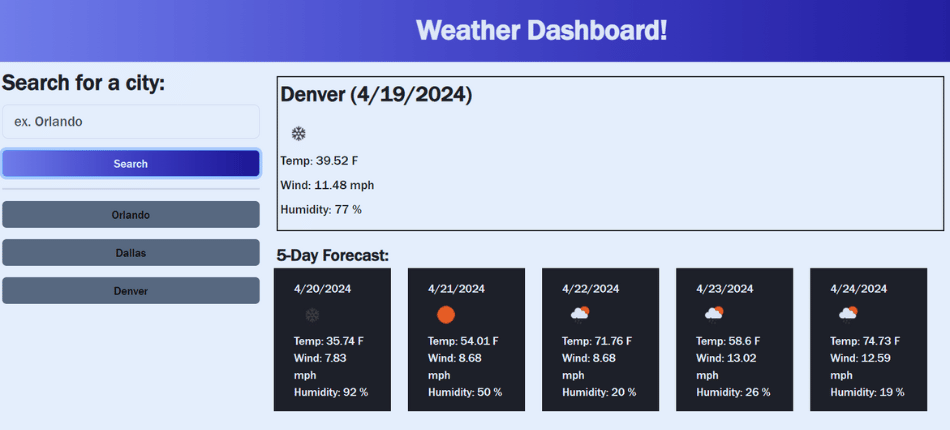 Weather Dashboard!
Search for a city:
ex. Orlando
Search
Orlando
Dallas
Denver
Denver (4/19/2024)
Temp: 39.52 F
Wind: 11.48 mph
Humidity: 77 %
5-Day Forecast:
4/20/2024
Temp: 35.74 F
Wind: 7.83
mph
Humidity: 92 %
4/21/2024
Temp: 54.01 F
Wind: 8.68
mph
Humidity: 50 %
4/22/2024
Temp: 71.76 F
Wind: 8.68
mph
Humidity: 20 %
4/23/2024
Temp: 58.6 F
Wind: 13.02
mph
Humidity: 26 %
4/24/2024
Temp: 74.73 F
Wind: 12.59
mph
Humidity: 19 %